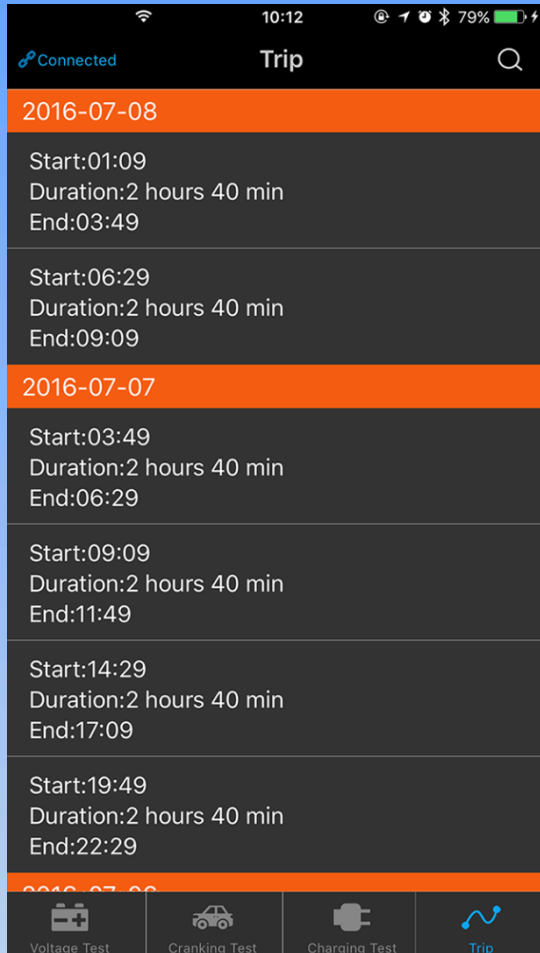 10:12
79%
Connected
Trip
2016-07-08
Start:01:09
Duration:2 hours 40 min
End:03:49
Start:06:29
Duration:2 hours 40 min
End:09:09
2016-07-07
Start:03:49
Duration:2 hours 40 min
End:06:29
Start:09:09
Duration:2 hours 40 min
End:11:49
Start:14:29
Duration:2 hours 40 min
End:17:09
Start:19:49
Duration:2 hours 40 min
End:22:29
2016-07-06
Voltage Test
Cranking Test
Charging Test
Trip